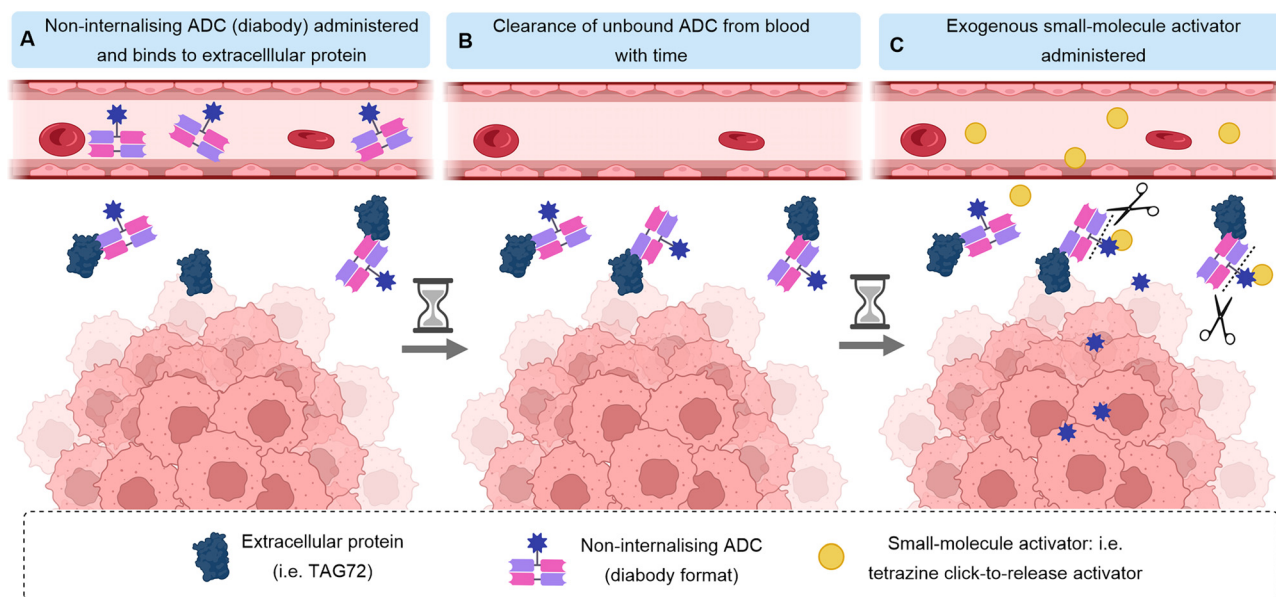 A
Non-internalising ADC (diabody) administered
and binds to extracelllular protein
B
Clearance of unbound ADC from blood
with time
C
Exogenous small-molecule activator
administered
Extracellular protein
(i.e. TAG72)
Non-internalising ADC
(diabody format)
Small-molecule activator: i.e.
tetrazine click-to-release activator